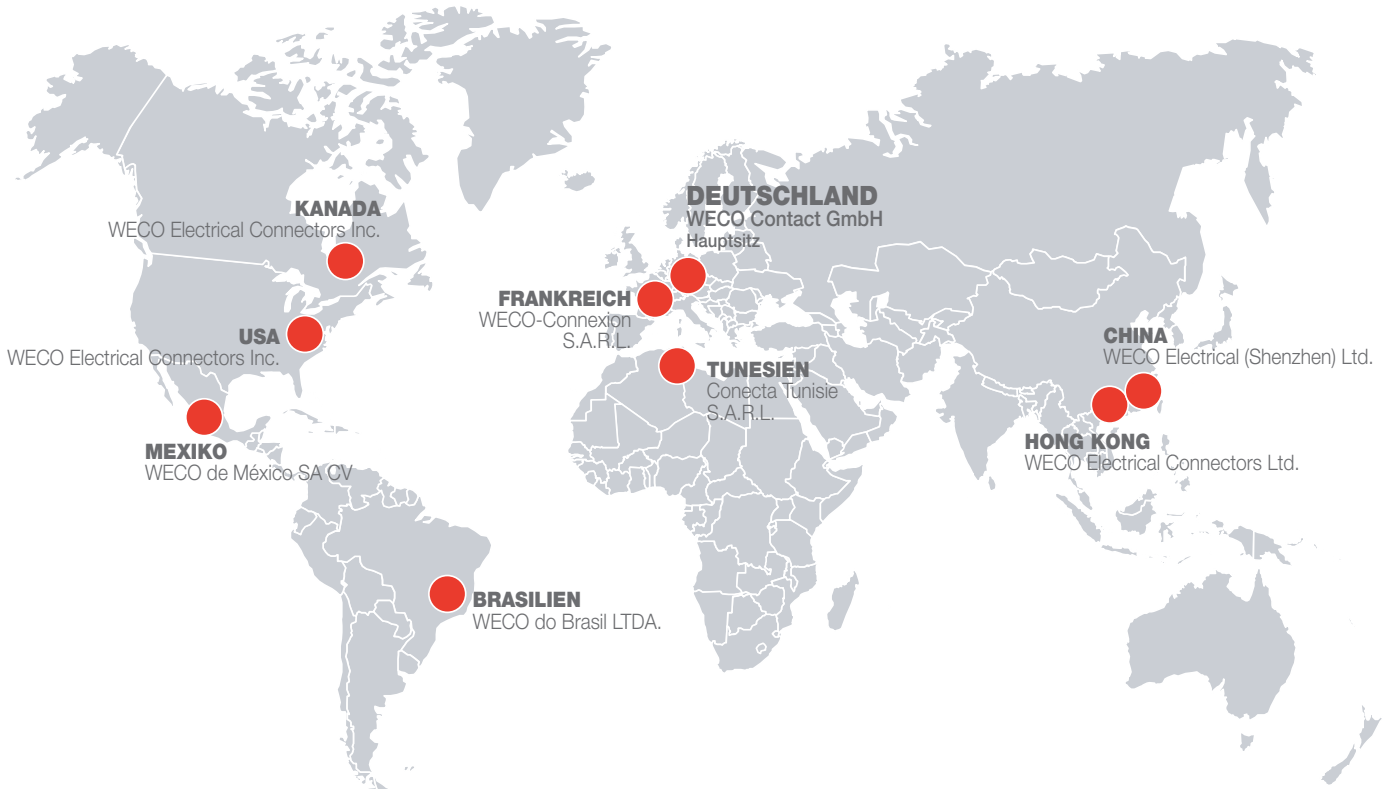 KANADA
WECO Electrical Connectors Inc.
USA
WECO Electrical Connectors Inc.
MEXIKO
WECO de México SA CV
BRASILIEN
WECO do Brasil LTDA.
DEUTSCHLAND
WECO Contact GmbH
Hauptsitz
FRANKREICH
WECO-Connexion
S.A.R.L.
TUNESIEN
Conecta Tunisie
S.A.R.L.
CHINA
WECO Electrical (Shenzhen) Ltd.
HONG KONG
WECO Electrical Connectors Ltd.